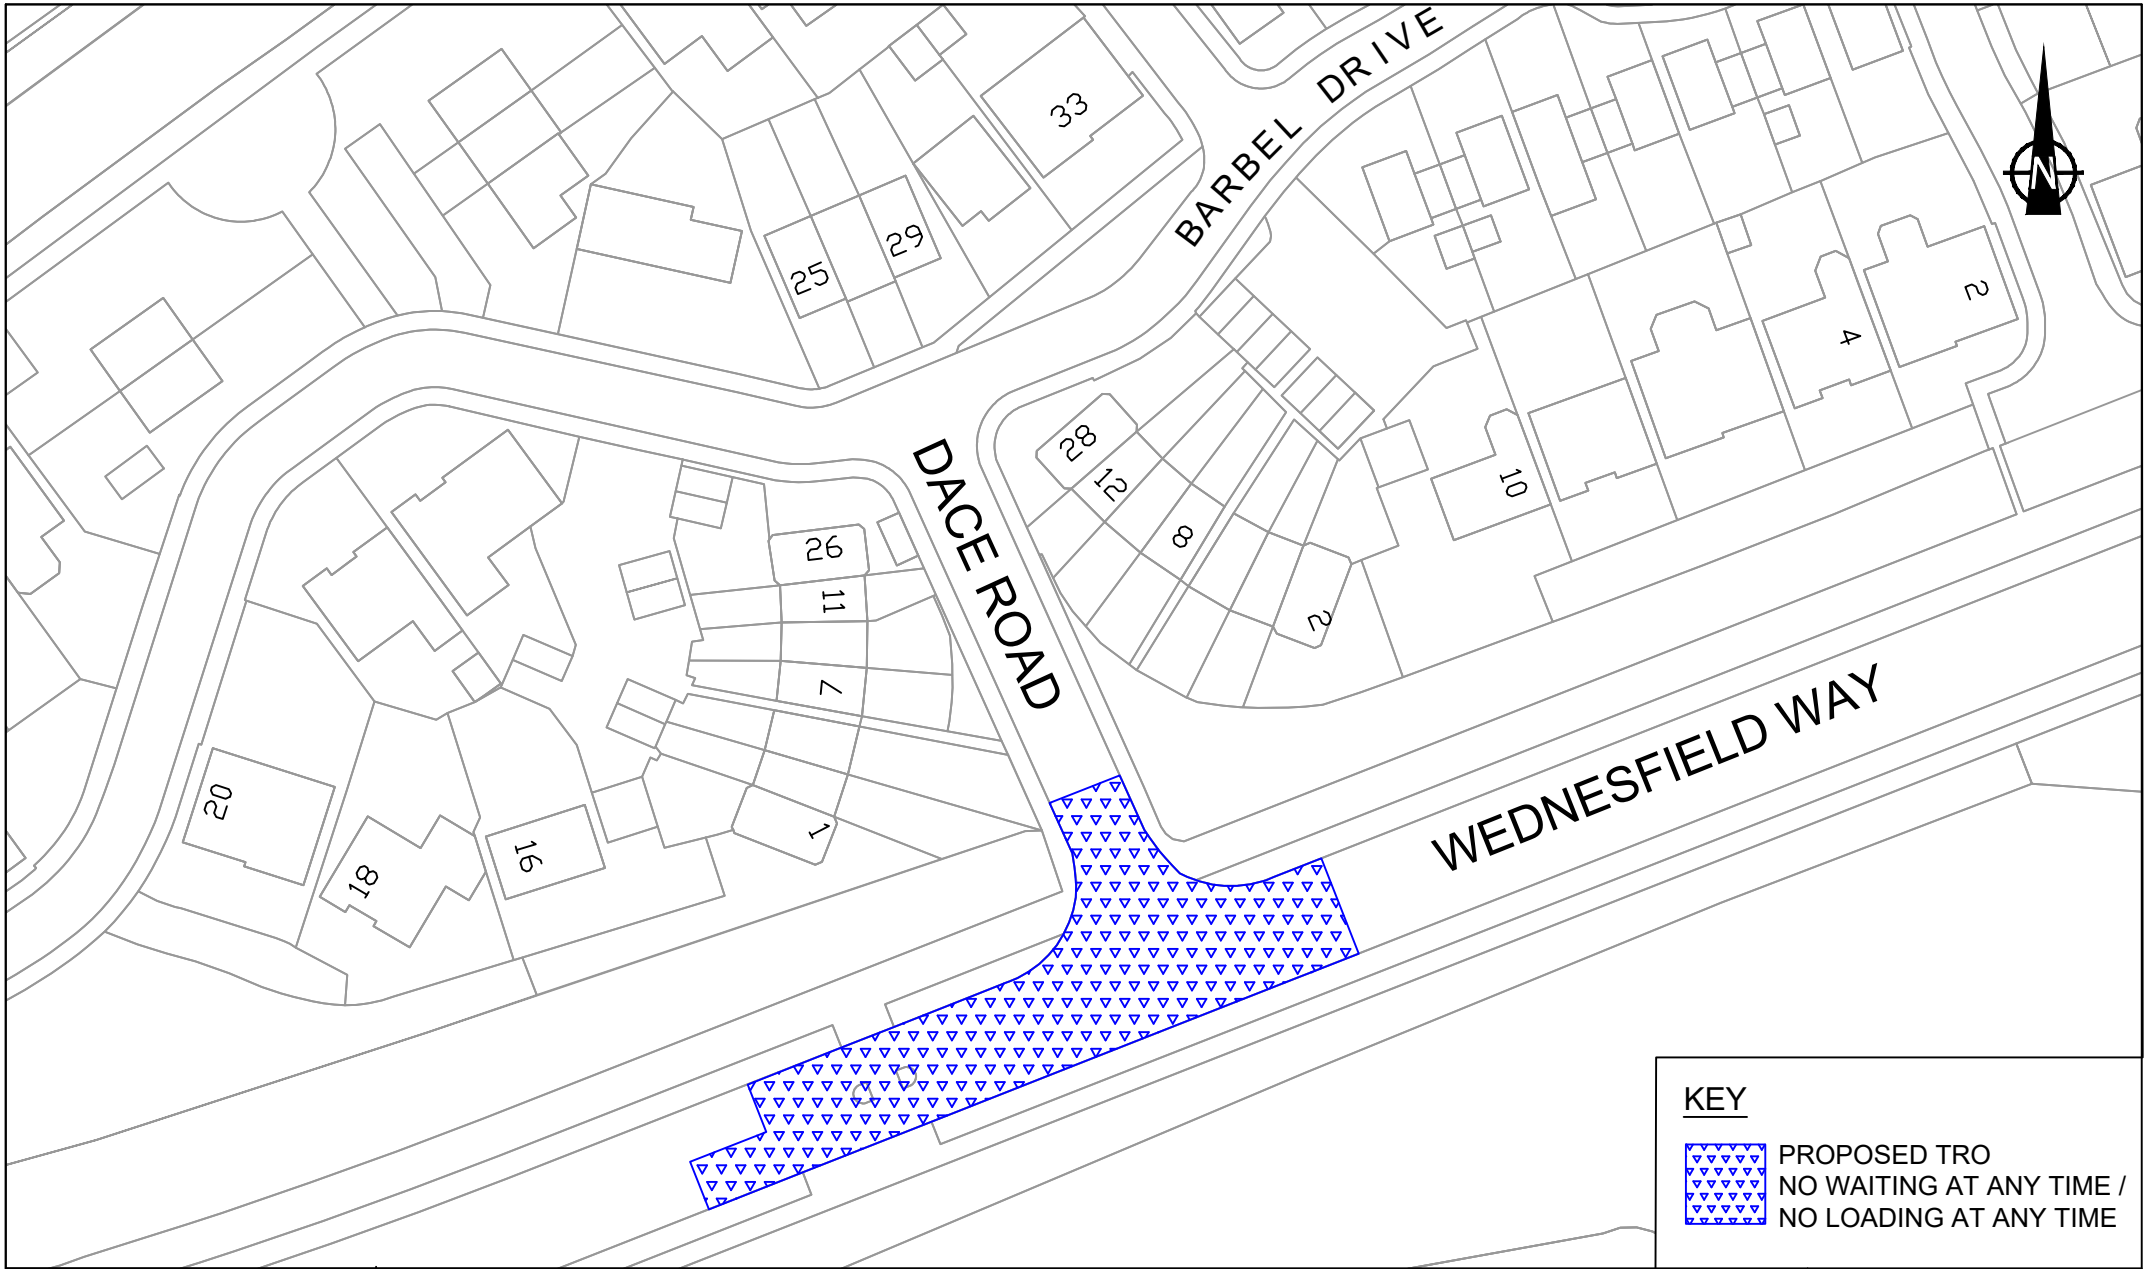 BARBEL DRIVE
33
29
25
2
4
28
12
10
8
26
11
2
DACE ROAD
7
WEDNESFIELD WAY
20
1
16
18
N
KEY
PROPOSED TRO
NO WAITING AT ANY TIME /
NO LOADING AT ANY TIME